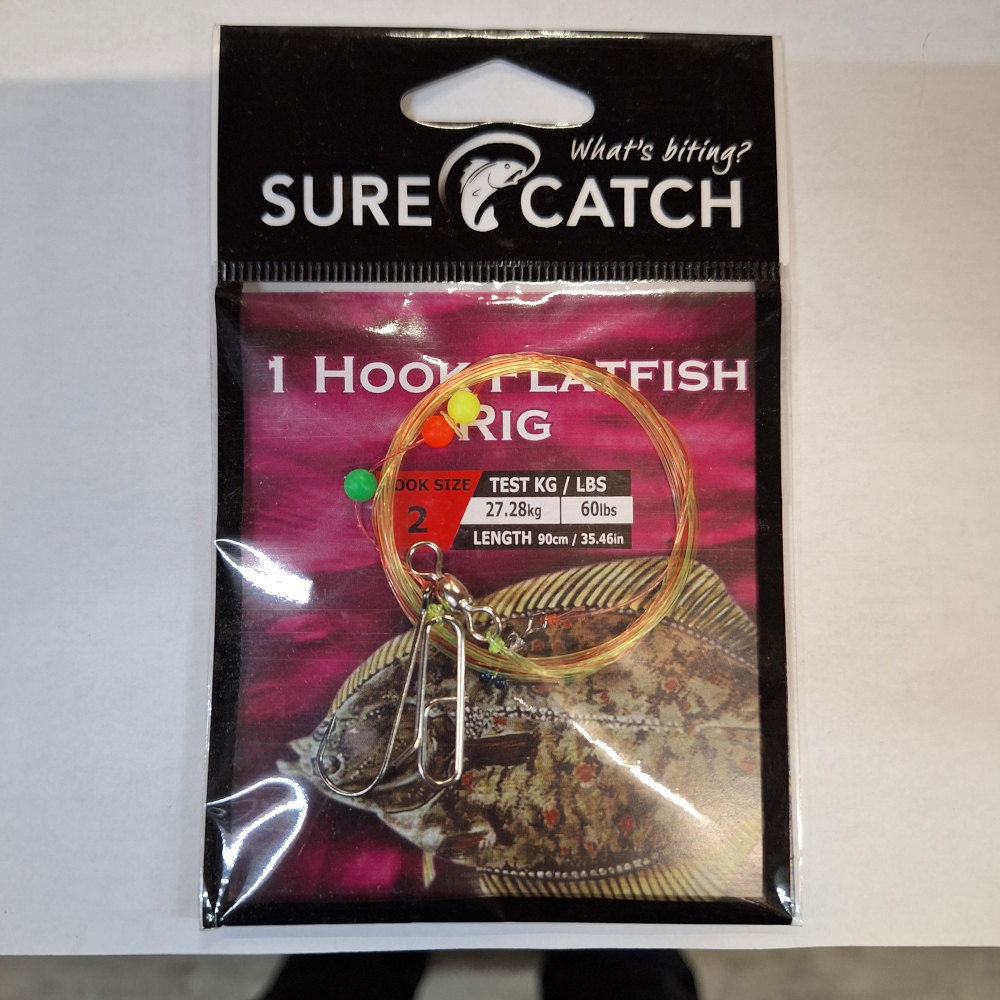 What's biting?
SURE CATCH
1 HOOK FLATFISH
RIG
OOK SIZE
2
TEST KG / LBS
27.28kg 60lbs
LENGTH 90cm / 35.46in